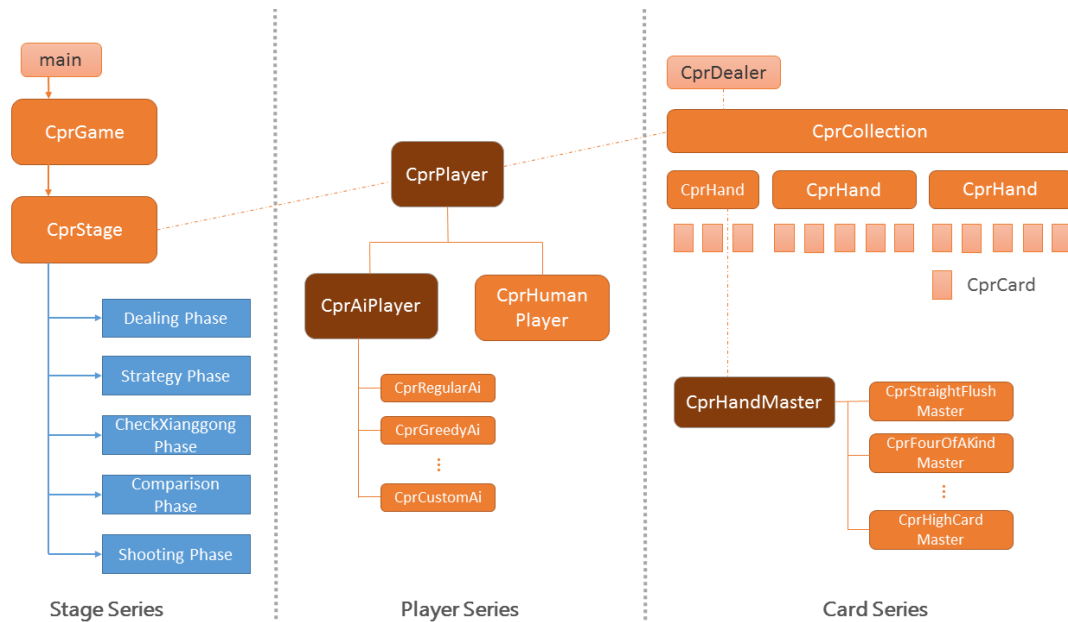 main
CprGame
CprStage
Dealing Phase
Strategy Phase
CheckXianggong
Phase
Comparison
Phase
Shooting Phase
Stage Series
CprPlayer
CprAiPlayer
CprHuman
Player
CprRegularAi
CprGreedyAi
⋮
CprCustomAi
Player Series
CprDealer
CprCollection
CprHand
CprHand
CprHand
CprCard
CprHandMaster
CprStraightFlush
Master
CprFourOfAKind
Master
⋮
CprHighCard
Master
Card Series